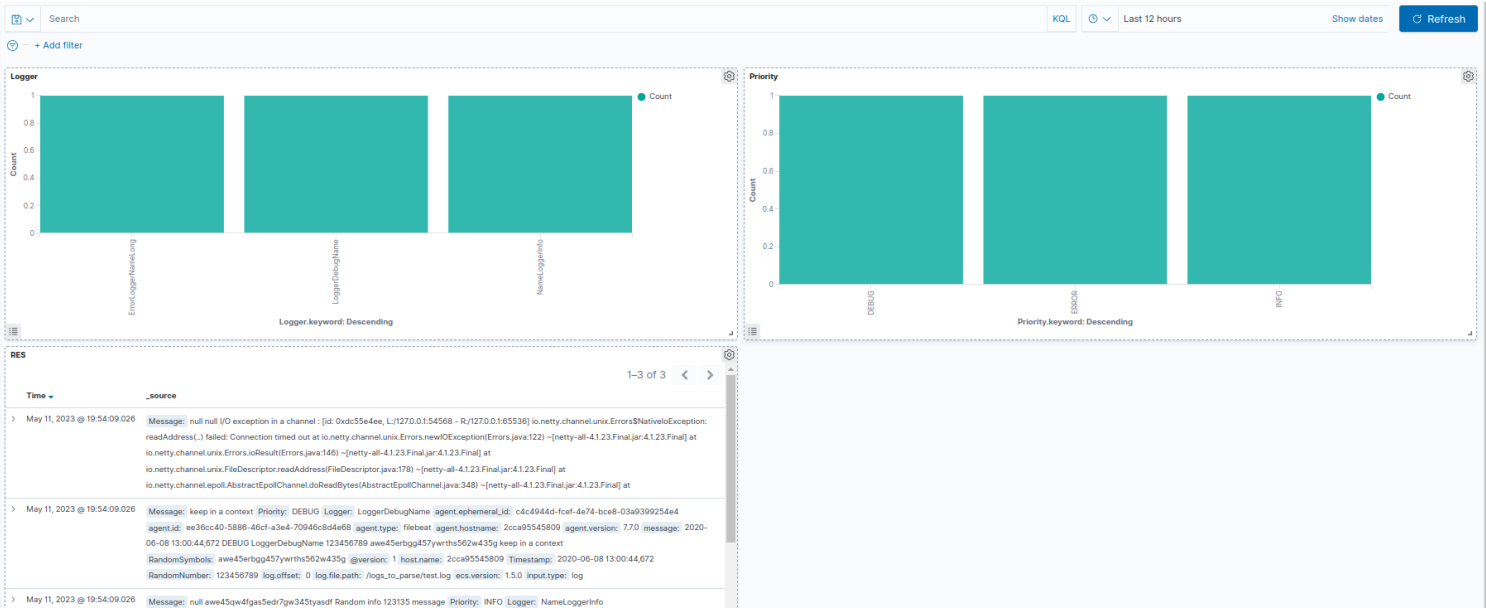 Search KQL Last 12 hours Show dates Refresh
+ Add filter
Logger
Count
1
0.8
0.6
0.4
0.2
0
Count
ErrorLoggerNameLong
LoggerDebugName
NameLoggerInfo
Logger.keyword: Descending
Priority
Count
1
0.8
0.6
0.4
0.2
0
Count
DEBUG
ERROR
INFO
Priority.keyword: Descending
RES
1–3 of 3
Time _source
May 11, 2023 @ 19:54:09.026 Message: null null I/O exception in a channel : [id: 0xdc55e4ee, L:/127.0.0.1:54568 - R:/127.0.0.1:65536] io.netty.channel.unix.Errors$NativeIoException:
readAddress(..) failed: Connection timed out at io.netty.channel.unix.Errors.newIOException(Errors.java:122) ~[netty-all-4.1.23.Final.jar:4.1.23.Final] at
io.netty.channel.unix.Errors.ioResult(Errors.java:146) ~[netty-all-4.1.23.Final.jar:4.1.23.Final] at
io.netty.channel.unix.FileDescriptor.readAddress(FileDescriptor.java:178) ~[netty-all-4.1.23.Final.jar:4.1.23.Final] at
io.netty.channel.epoll.AbstractEpollChannel.doReadBytes(AbstractEpollChannel.java:348) ~[netty-all-4.1.23.Final.jar:4.1.23.Final] at
May 11, 2023 @ 19:54:09.026 Message: keep in a context Priority: DEBUG Logger: LoggerDebugName agent.ephemeral_id: c4c4944d-fcef-4e74-bce8-03a9399254e4
agent.id: ee36cc40-5886-46cf-a3e4-70946c8d4e68 agent.type: filebeat agent.hostname: 2cca95545809 agent.version: 7.7.0 message: 2020-
06-08 13:00:44,672 DEBUG LoggerDebugName 123456789 awe45erbgg457ywrths562w435g keep in a context
RandomSymbols: awe45erbgg457ywrths562w435g @version: 1 host.name: 2cca95545809 Timestamp: 2020-06-08 13:00:44,672
RandomNumber: 123456789 log.offset: 0 log.file.path: /logs_to_parse/test.log ecs.version: 1.5.0 input.type: log
May 11, 2023 @ 19:54:09.026 Message: null awe45qw4fgas5edr7gw345tyasdf Random info 123135 message Priority: INFO Logger: NameLoggerInfo